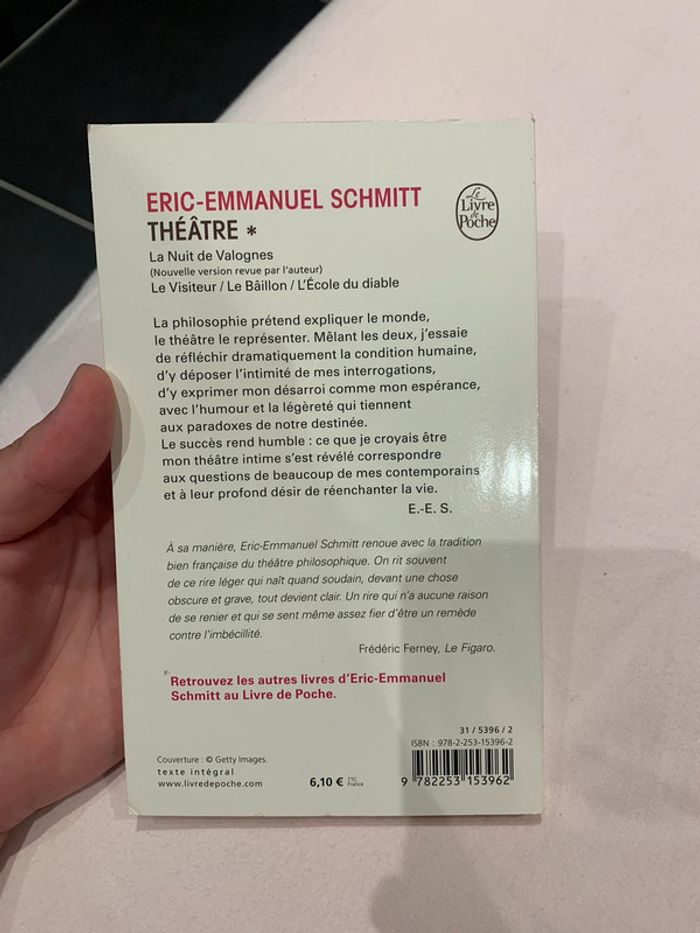 ERIC-EMMANUEL SCHMITT
THÉÂTRE *
Le
Livre
de
Poche
La Nuit de Valognes
(Nouvelle version revue par l'auteur)
Le Visiteur / Le Bâillon / L'École du diable
La philosophie prétend expliquer le monde,
le théâtre le représenter. Mêlant les deux, j'essaie
de réfléchir dramatiquement la condition humaine,
d'y déposer l'intimité de mes interrogations,
d'y exprimer mon désarroi comme mon espérance,
avec l'humour et la légèreté qui tiennent
aux paradoxes de notre destinée.
Le succès rend humble : ce que je croyais être
mon théâtre intime s'est révélé correspondre
aux questions de beaucoup de mes contemporains
et à leur profond désir de réenchanter la vie.
E.-E. S.
À sa manière, Eric-Emmanuel Schmitt renoue avec la tradition
bien française du théâtre philosophique. On rit souvent
de ce rire léger qui naît quand soudain, devant une chose
obscure et grave, tout devient clair. Un rire qui n'a aucune raison
de se renier et qui se sent même assez fier d'être un remède
contre l'imbécillité.
Frédéric Ferney, Le Figaro.
Retrouvez les autres livres d'Eric-Emmanuel
Schmitt au Livre de Poche.
31 / 5396 / 2
ISBN : 978-2-253-15396-2
Couverture : © Getty Images.
texte intégral
www.livredepoche.com
6,10 € TTC
France
9 782253 153962